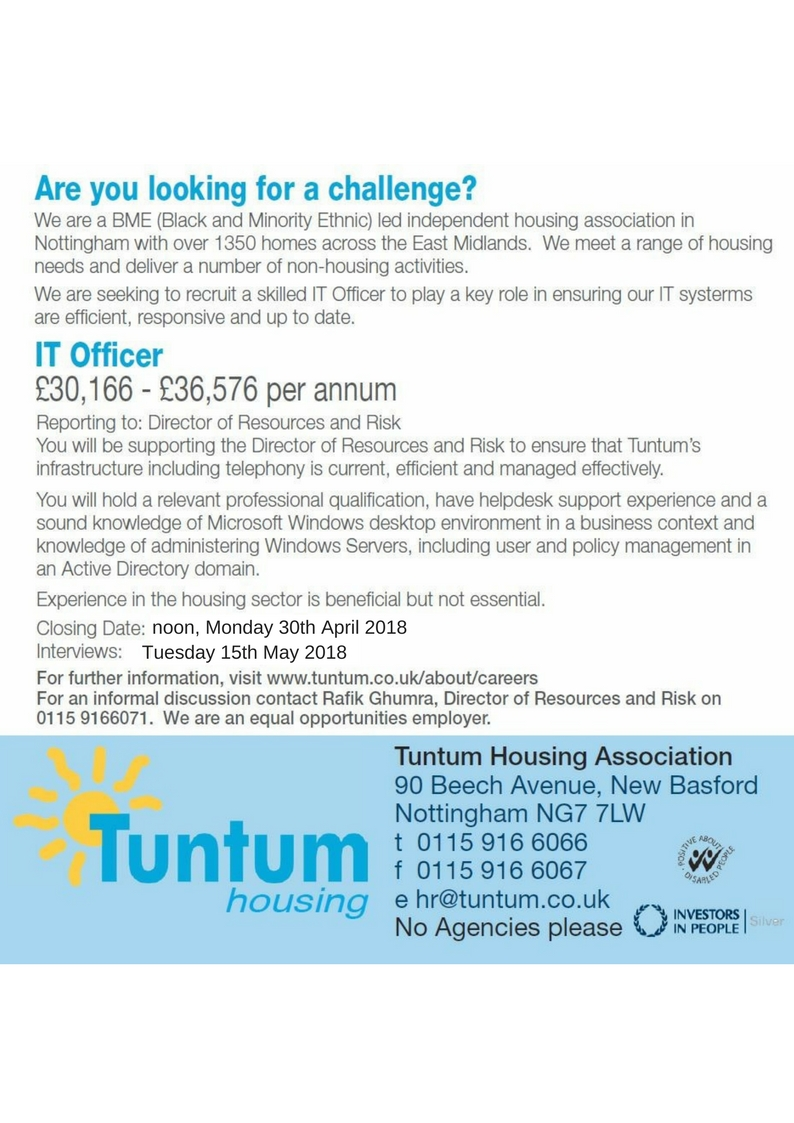 Are you looking for a challenge?
We are a BME (Black and Minority Ethnic) led independent housing association in
Nottingham with over 1350 homes across the East Midlands.  We meet a range of housing
needs and deliver a number of non-housing activities.
We are seeking to recruit a skilled IT Officer to play a key role in ensuring our IT systerms
are efficient, responsive and up to date.
IT Officer
£30,166 - £36,576 per annum
Reporting to: Director of Resources and Risk
You will be supporting the Director of Resources and Risk to ensure that Tuntum's
infrastructure including telephony is current, efficient and managed effectively.
You will hold a relevant professional qualification, have helpdesk support experience and a
sound knowledge of Microsoft Windows desktop environment in a business context and
knowledge of administering Windows Servers, including user and policy management in
an Active Directory domain.
Experience in the housing sector is beneficial but not essential.
Closing Date: noon, Monday 30th April 2018
Interviews: Tuesday 15th May 2018
For further information, visit www.tuntum.co.uk/about/careers
For an informal discussion contact Rafik Ghumra, Director of Resources and Risk on
0115 9166071.  We are an equal opportunities employer.
Tuntum
housing
Tuntum Housing Association
90 Beech Avenue, New Basford
Nottingham NG7 7LW
t 0115 916 6066
f 0115 916 6067
e hr@tuntum.co.uk
No Agencies please
POSITIVE ABOUT
DISABLED PEOPLE
INVESTORS
IN PEOPLE
Silver